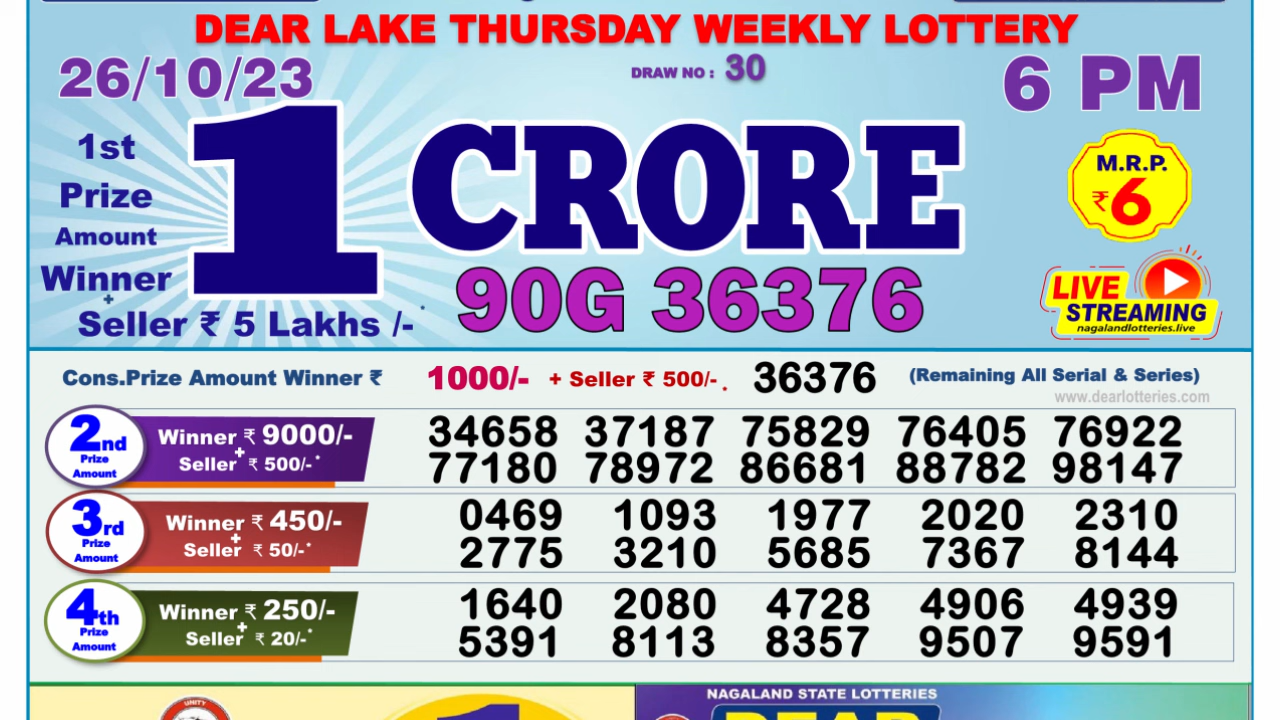 DEAR LAKE THURSDAY WEEKLY LOTTERY
26/10/23
DRAW NO : 30
6 PM
1st
Prize
Amount
Winner
+
Seller ₹ 5 Lakhs /- *
1 CRORE
90G 36376
M.R.P.
₹6
LIVE
STREAMING
nagalandlotteries.live
Cons.Prize Amount Winner ₹ 1000/- + Seller ₹ 500/- . 36376 (Remaining All Serial & Series)
www.dearlotteries.com
2nd
Prize
Amount
Winner ₹ 9000/-
+
Seller ₹ 500/-*
34658 37187 75829 76405 76922
77180 78972 86681 88782 98147
3rd
Prize
Amount
Winner ₹ 450/-
+
Seller ₹ 50/-*
0469 1093 1977 2020 2310
2775 3210 5685 7367 8144
4th
Prize
Amount
Winner ₹ 250/-
+
Seller ₹ 20/-*
1640 2080 4728 4906 4939
5391 8113 8357 9507 9591
UNITY
1
NAGALAND STATE LOTTERIES
DEAR